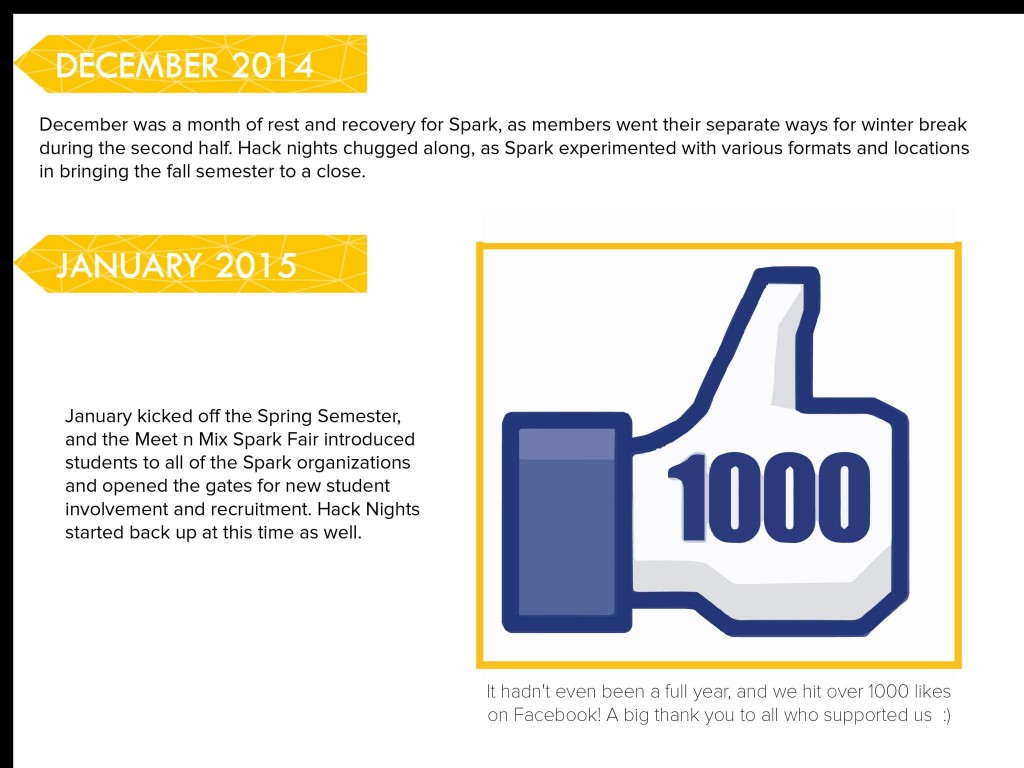 DECEMBER 2014
December was a month of rest and recovery for Spark, as members went their separate ways for winter break
during the second half. Hack nights chugged along, as Spark experimented with various formats and locations
in bringing the fall semester to a close.
JANUARY 2015
January kicked off the Spring Semester,
and the Meet n Mix Spark Fair introduced
students to all of the Spark organizations
and opened the gates for new student
involvement and recruitment. Hack Nights
started back up at this time as well.
1000
It hadn't even been a full year, and we hit over 1000 likes
on Facebook! A big thank you to all who supported us :)